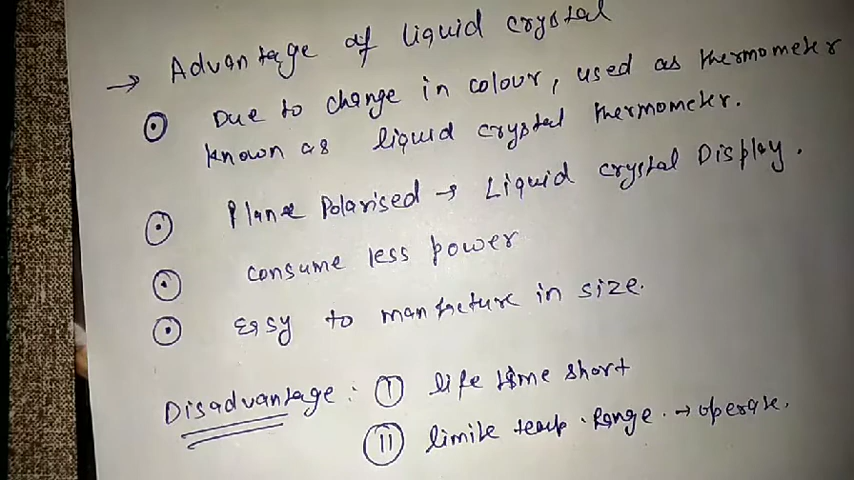 → Advantage of liquid crystal
⊙ Due to change in colour, used as thermometer
known as liquid crystal thermometer.
⊙ Plane Polarised → Liquid crystal Display.
⊙ consume less power
⊙ Easy to manfacture in size.
Disadvantage : (I) life time short
(II) limite temp. Range. → operate.